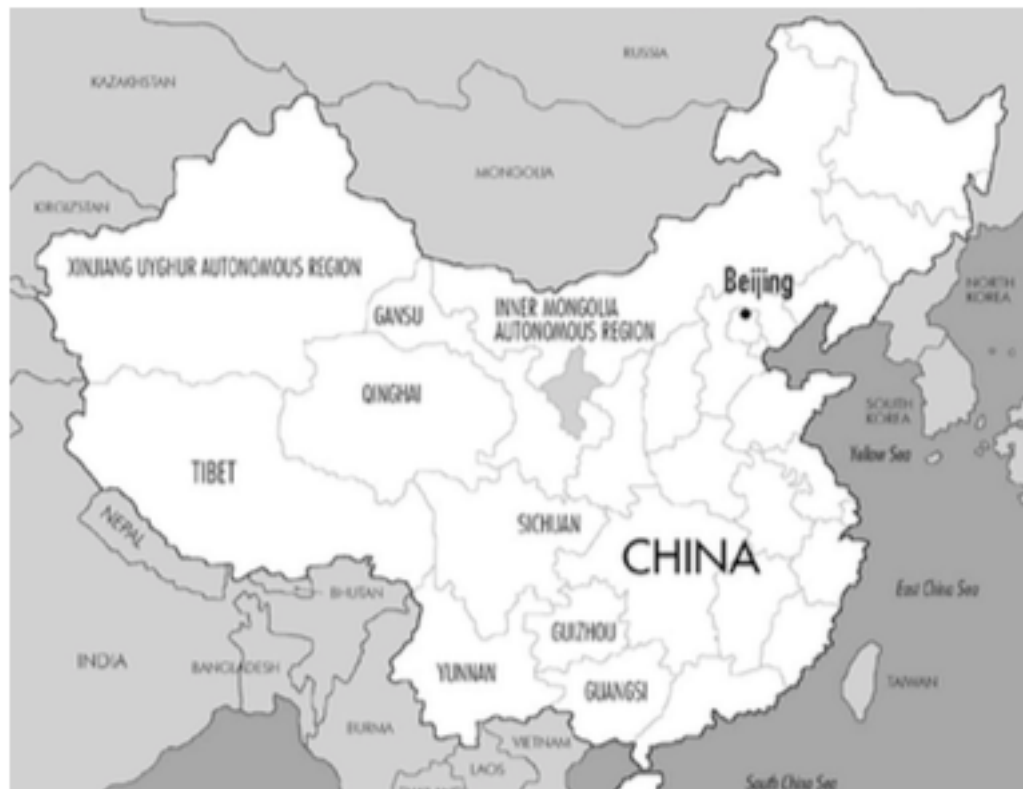 RUSSIA
KAZAKHSTAN
MONGOLIA
KIRGIZSTAN
XINJIANG UYGHUR AUTONOMOUS REGION
Beijing
NORTH
KOREA
GANSU
INNER MONGOLIA
AUTONOMOUS REGION
QINGHAI
SOUTH
KOREA
Yellow Sea
TIBET
NEPAL
SICHUAN
CHINA
BHUTAN
East China Sea
GUIZHOU
INDIA
BANGLADESH
YUNNAN
GUANGSI
TAIWAN
BURMA
VIETNAM
LAOS
South China Sea